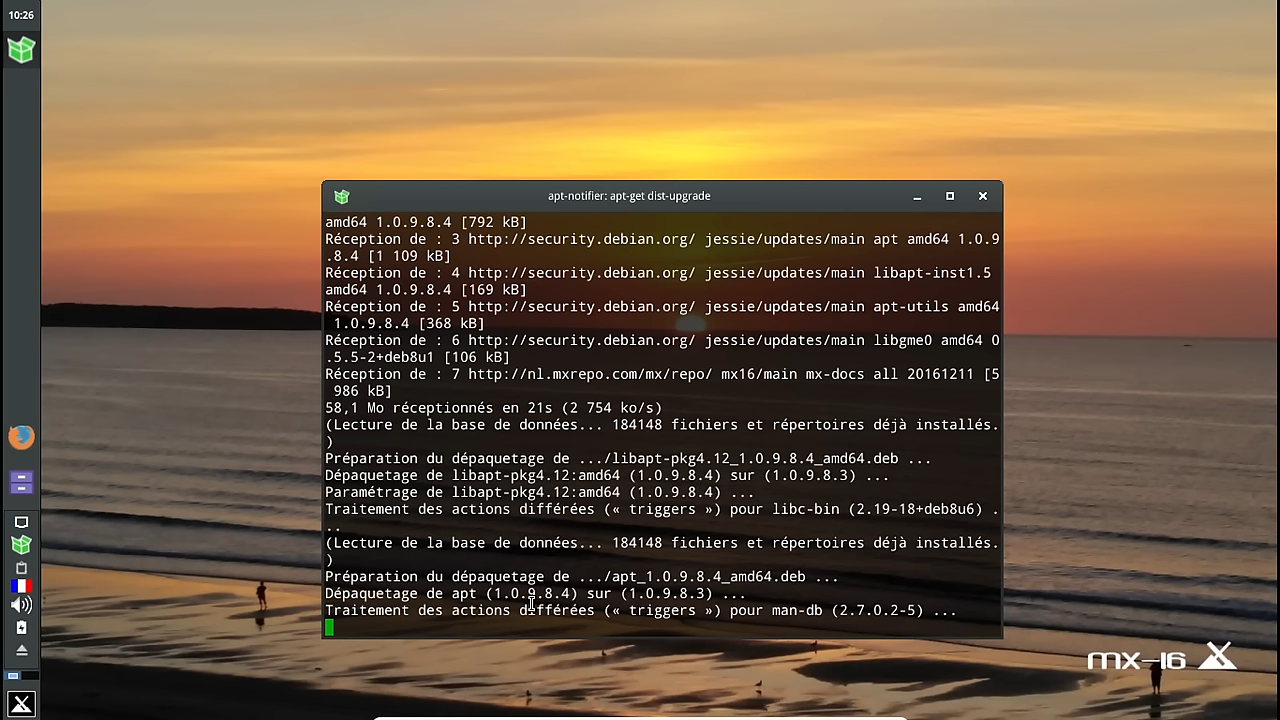 10:26
apt-notifier: apt-get dist-upgrade
amd64 1.0.9.8.4 [792 kB]
Réception de : 3 http://security.debian.org/ jessie/updates/main apt amd64 1.0.9
.8.4 [1 109 kB]
Réception de : 4 http://security.debian.org/ jessie/updates/main libapt-inst1.5
amd64 1.0.9.8.4 [169 kB]
Réception de : 5 http://security.debian.org/ jessie/updates/main apt-utils amd64
1.0.9.8.4 [368 kB]
Réception de : 6 http://security.debian.org/ jessie/updates/main libgme0 amd64 0
.5.5-2+deb8u1 [106 kB]
Réception de : 7 http://nl.mxrepo.com/mx/repo/ mx16/main mx-docs all 20161211 [5
986 kB]
58,1 Mo réceptionnés en 21s (2 754 ko/s)
(Lecture de la base de données... 184148 fichiers et répertoires déjà installés.
)
Préparation du dépaquetage de .../libapt-pkg4.12_1.0.9.8.4_amd64.deb ...
Dépaquetage de libapt-pkg4.12:amd64 (1.0.9.8.4) sur (1.0.9.8.3) ...
Paramétrage de libapt-pkg4.12:amd64 (1.0.9.8.4) ...
Traitement des actions différées (« triggers ») pour libc-bin (2.19-18+deb8u6) .
..
(Lecture de la base de données... 184148 fichiers et répertoires déjà installés.
)
Préparation du dépaquetage de .../apt_1.0.9.8.4_amd64.deb ...
Dépaquetage de apt (1.0.9.8.4) sur (1.0.9.8.3) ...
Traitement des actions différées (« triggers ») pour man-db (2.7.0.2-5) ...
mx-16